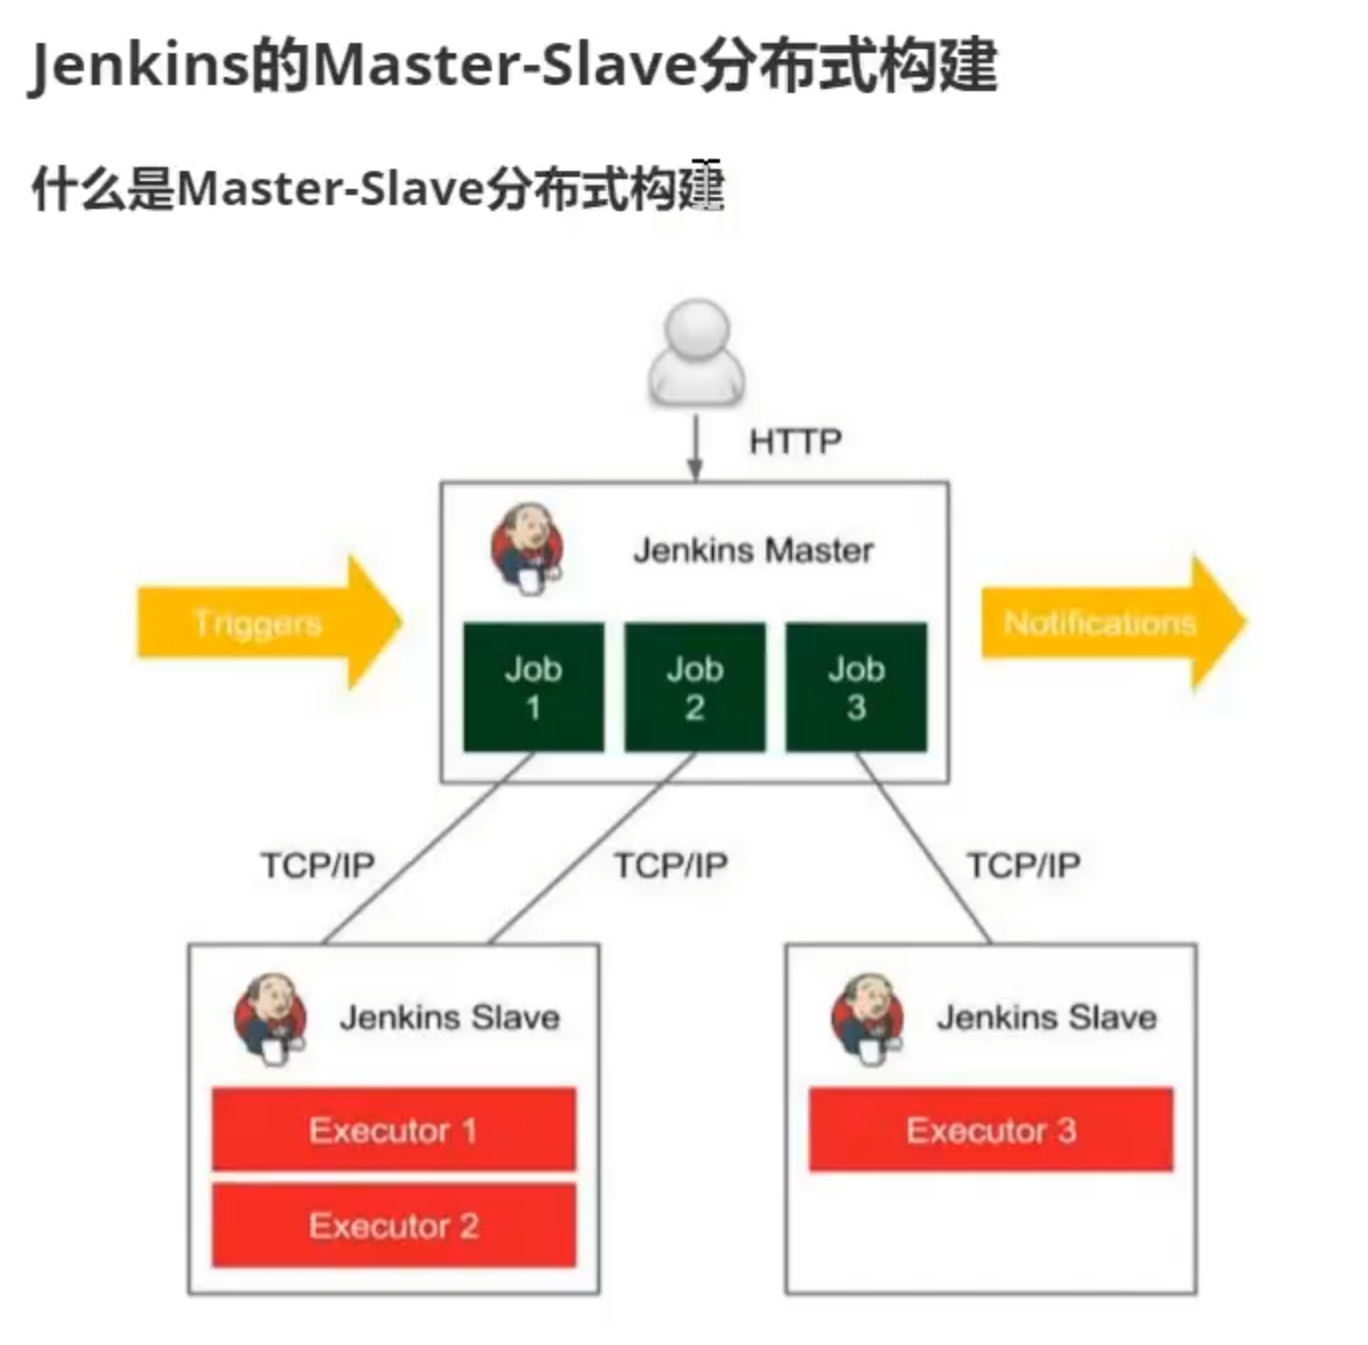 Jenkins的Master-Slave分布式构建
什么是Master-Slave分布式构建
HTTP
Jenkins Master
Triggers
Notifications
Job
1
Job
2
Job
3
TCP/IP
TCP/IP
TCP/IP
Jenkins Slave
Executor 1
Executor 2
Jenkins Slave
Executor 3